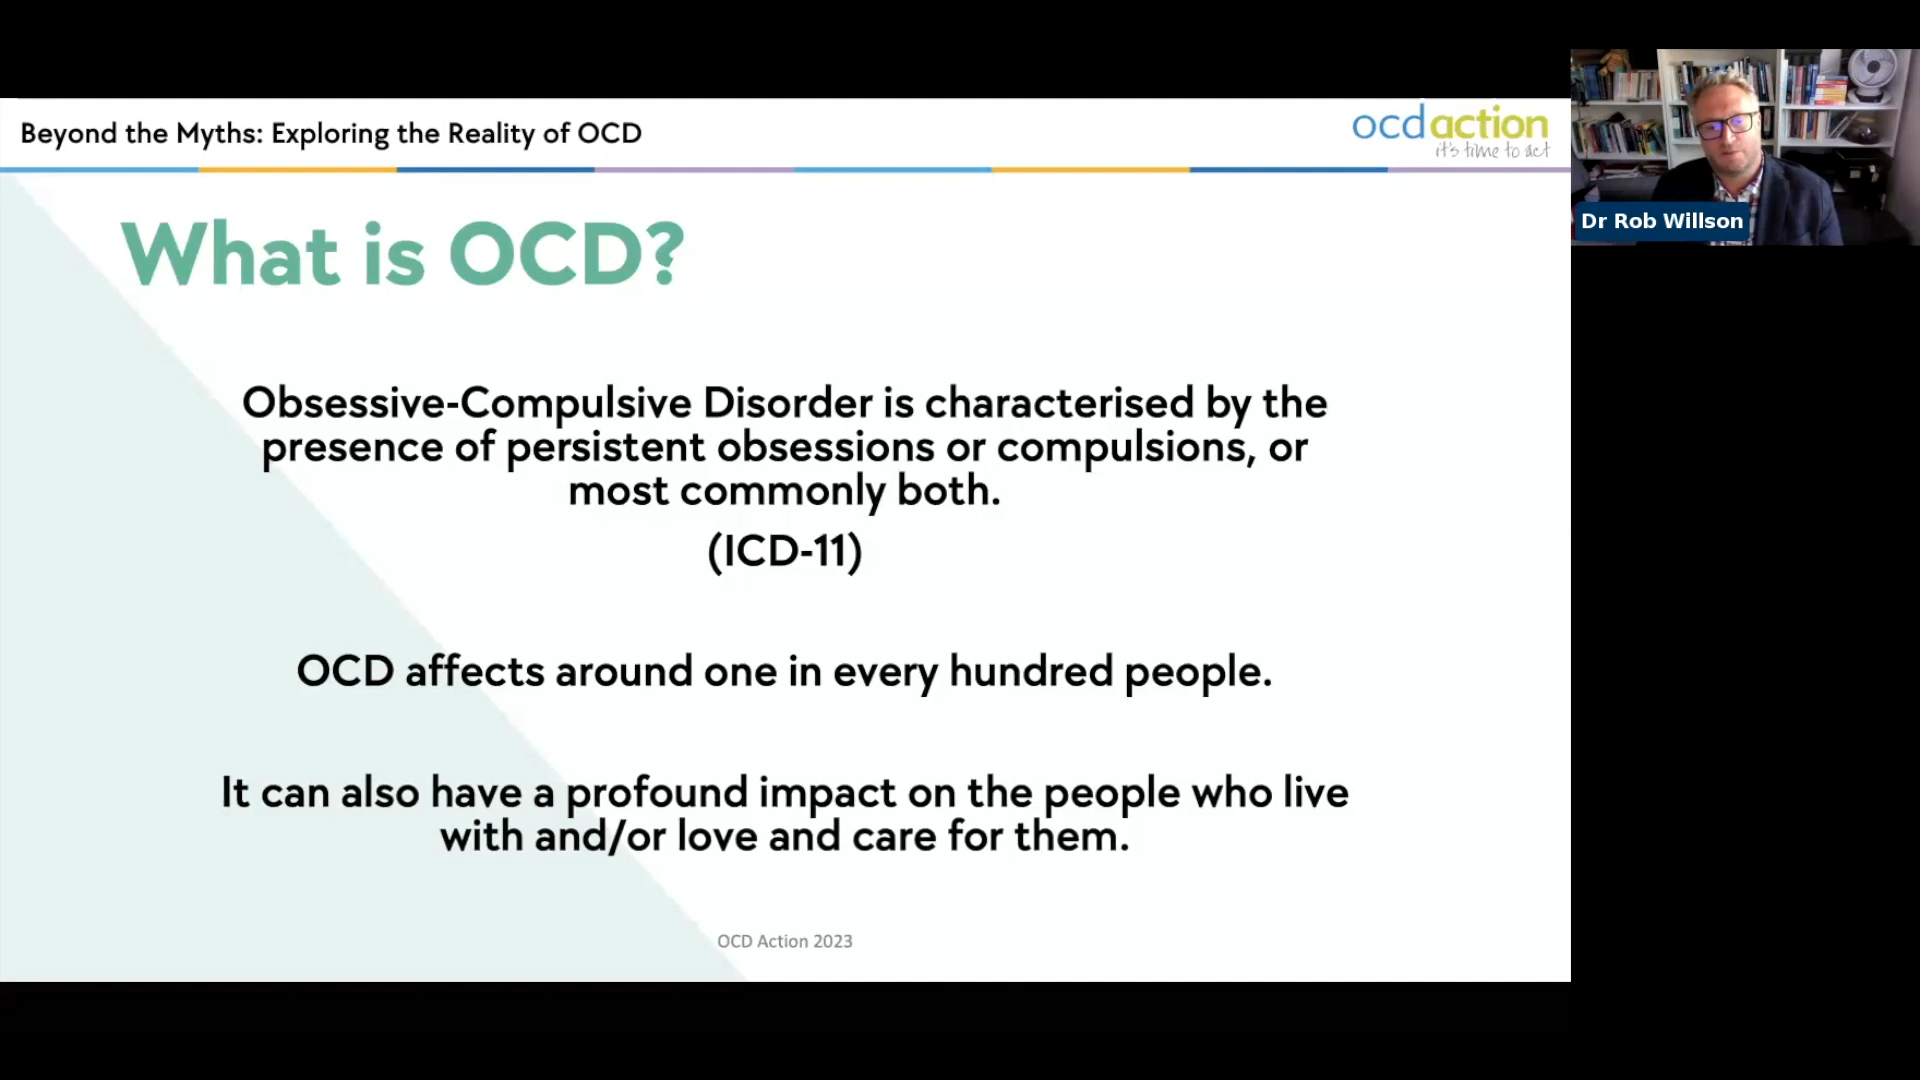 Beyond the Myths: Exploring the Reality of OCD
ocdaction
it's time to act
Dr Rob Willson
What is OCD?
Obsessive-Compulsive Disorder is characterised by the
presence of persistent obsessions or compulsions, or
most commonly both.
(ICD-11)
OCD affects around one in every hundred people.
It can also have a profound impact on the people who live
with and/or love and care for them.
OCD Action 2023